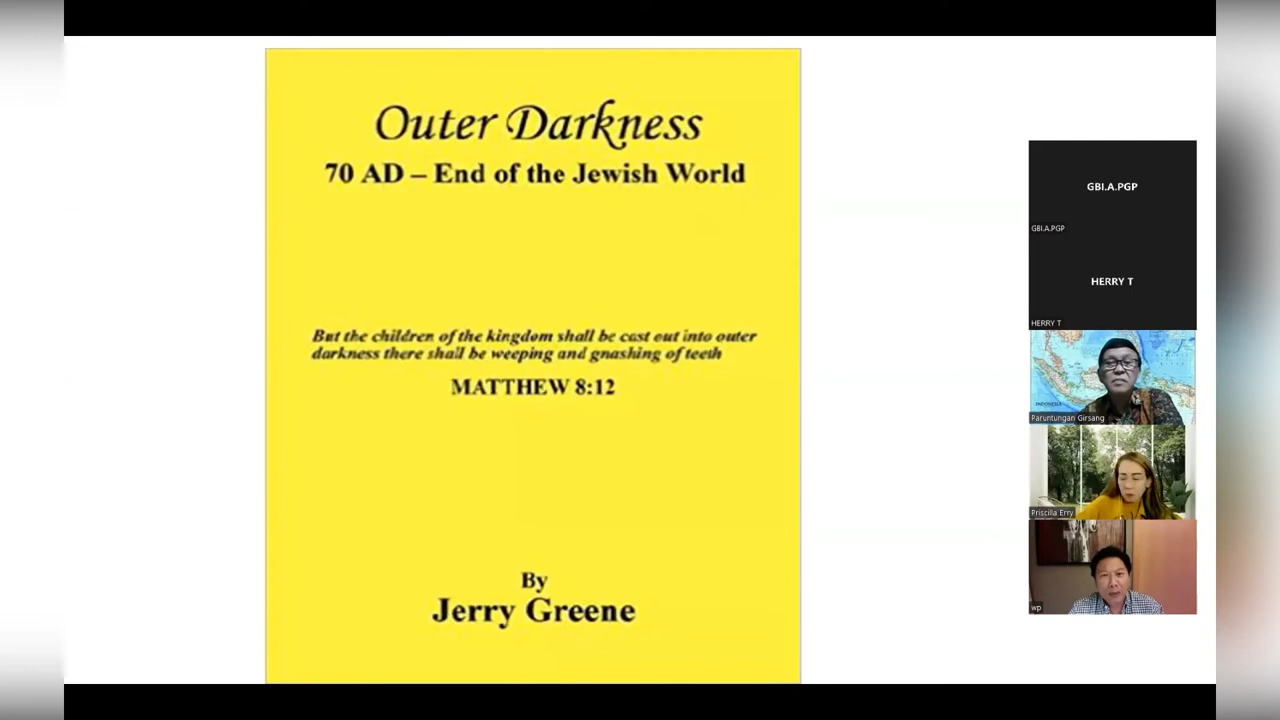 Outer Darkness
70 AD – End of the Jewish World
But the children of the kingdom shall be cast out into outer
darkness there shall be weeping and gnashing of teeth
MATTHEW 8:12
By
Jerry Greene
GBI.A.PGP
GBI.A.PGP
HERRY T
HERRY T
INDONESIA
Paruntungan Girsang
Priscilla Erry
wp